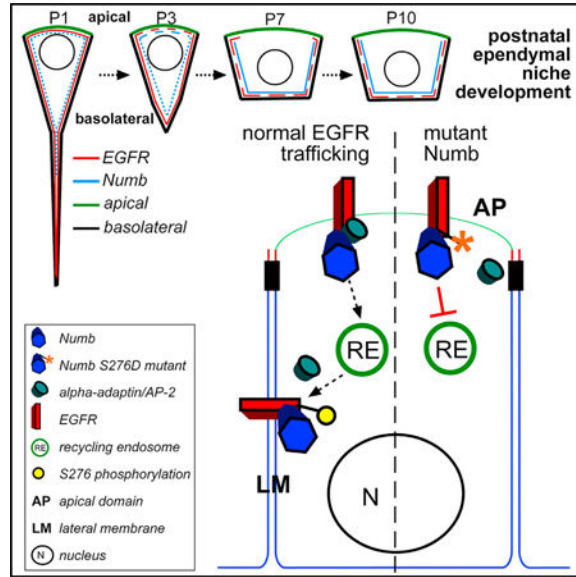 P1
apical
P3
P7
P10
postnatal
ependymal
niche
development
basolateral
EGFR
Numb
apical
basolateral
normal EGFR
trafficking
mutant
Numb
AP
RE
RE
LM
N
Numb
Numb S276D mutant
alpha-adaptin/AP-2
EGFR
RE recycling endosome
S276 phosphorylation
AP apical domain
LM lateral membrane
N nucleus